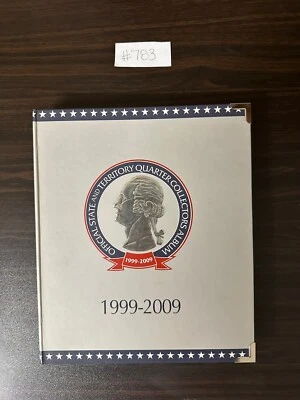 #783
OFFICIAL STATE AND TERRITORY QUARTER COLLECTORS ALBUM
1999-2009
1999-2009